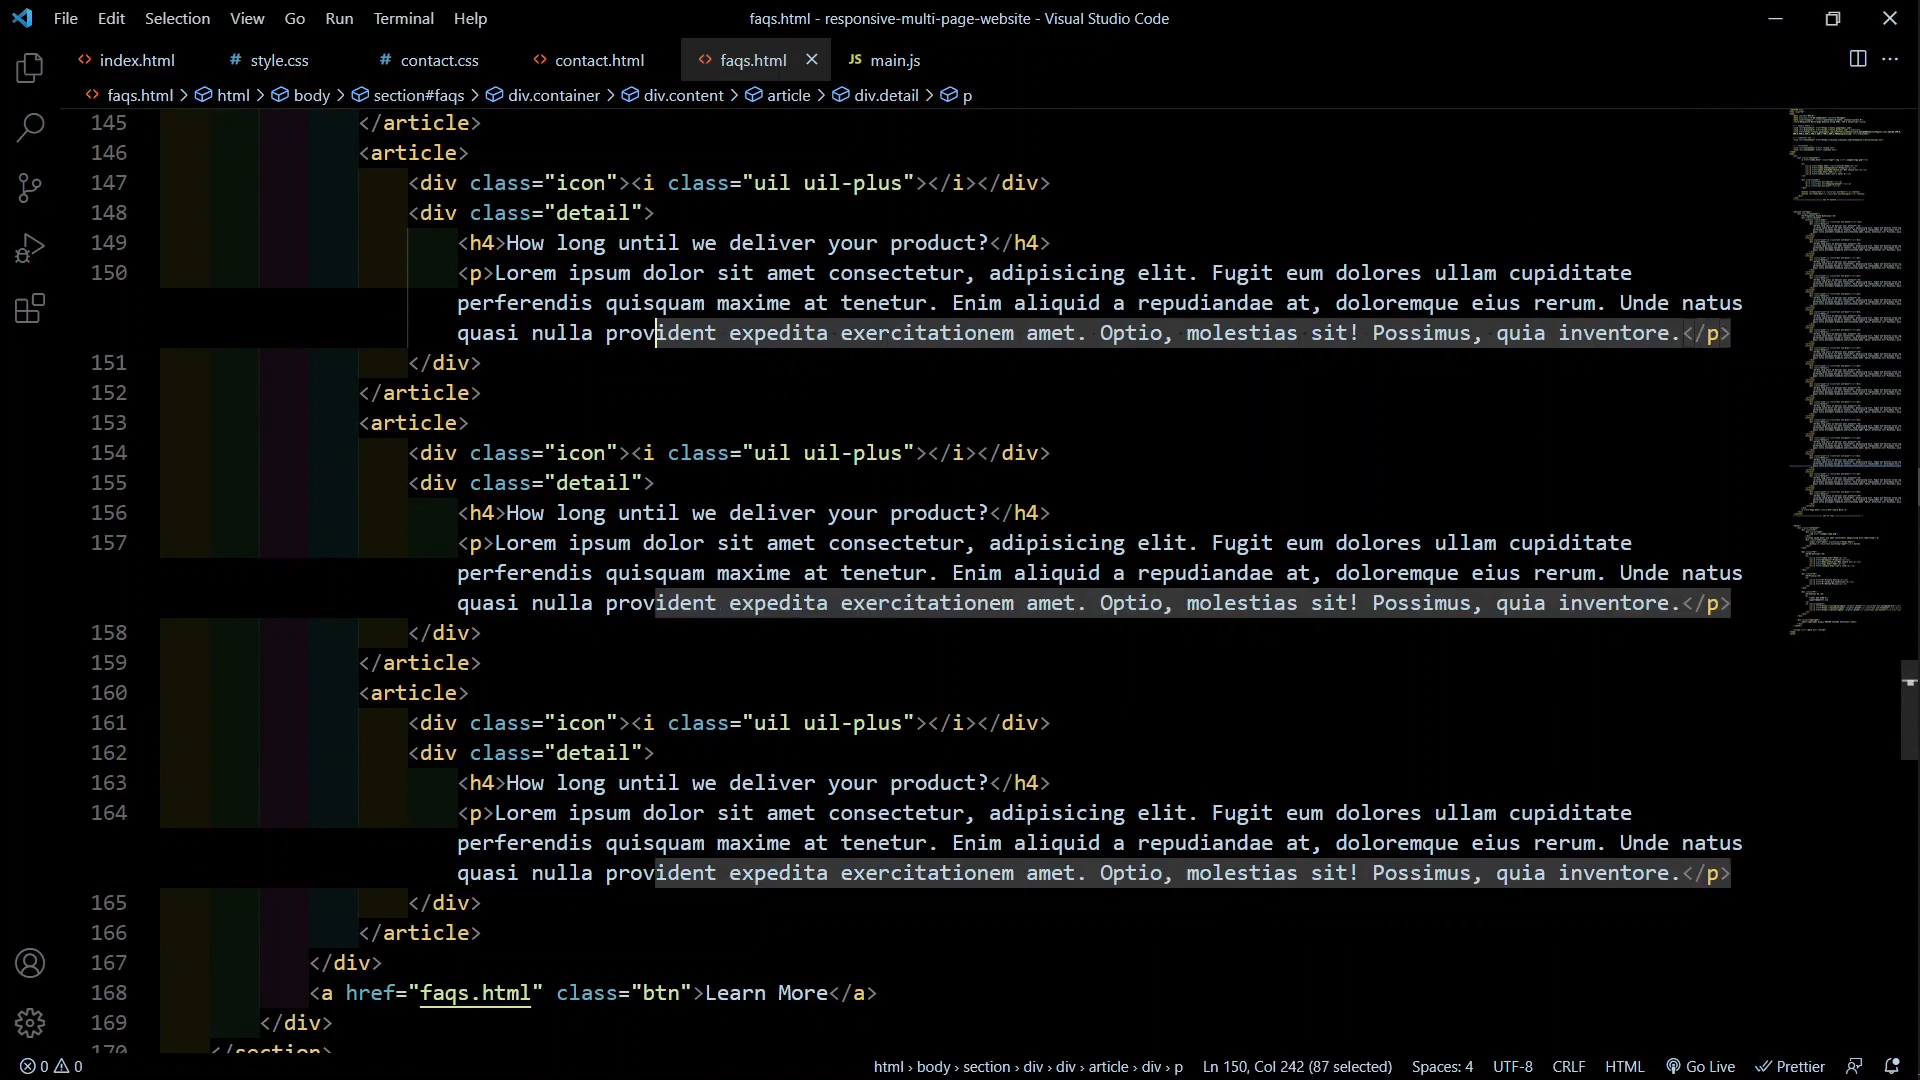 File Edit Selection View Go Run Terminal Help
faqs.html - responsive-multi-page-website - Visual Studio Code
index.html
# style.css
# contact.css
contact.html
faqs.html
JS main.js
faqs.html > html > body > section#faqs > div.container > div.content > article > div.detail > p
145 </article>
146 <article>
147 <div class="icon"><i class="uil uil-plus"></i></div>
148 <div class="detail">
149 <h4>How long until we deliver your product?</h4>
150 <p>Lorem ipsum dolor sit amet consectetur, adipisicing elit. Fugit eum dolores ullam cupiditate
perferendis quisquam maxime at tenetur. Enim aliquid a repudiandae at, doloremque eius rerum. Unde natus
quasi nulla provident expedita exercitationem amet. Optio, molestias sit! Possimus, quia inventore.</p>
151 </div>
152 </article>
153 <article>
154 <div class="icon"><i class="uil uil-plus"></i></div>
155 <div class="detail">
156 <h4>How long until we deliver your product?</h4>
157 <p>Lorem ipsum dolor sit amet consectetur, adipisicing elit. Fugit eum dolores ullam cupiditate
perferendis quisquam maxime at tenetur. Enim aliquid a repudiandae at, doloremque eius rerum. Unde natus
quasi nulla provident expedita exercitationem amet. Optio, molestias sit! Possimus, quia inventore.</p>
158 </div>
159 </article>
160 <article>
161 <div class="icon"><i class="uil uil-plus"></i></div>
162 <div class="detail">
163 <h4>How long until we deliver your product?</h4>
164 <p>Lorem ipsum dolor sit amet consectetur, adipisicing elit. Fugit eum dolores ullam cupiditate
perferendis quisquam maxime at tenetur. Enim aliquid a repudiandae at, doloremque eius rerum. Unde natus
quasi nulla provident expedita exercitationem amet. Optio, molestias sit! Possimus, quia inventore.</p>
165 </div>
166 </article>
167 </div>
168 <a href="faqs.html" class="btn">Learn More</a>
169 </div>
170 </section>
0 0 html › body › section › div › div › article › div › p Ln 150, Col 242 (87 selected) Spaces: 4 UTF-8 CRLF HTML Go Live Prettier